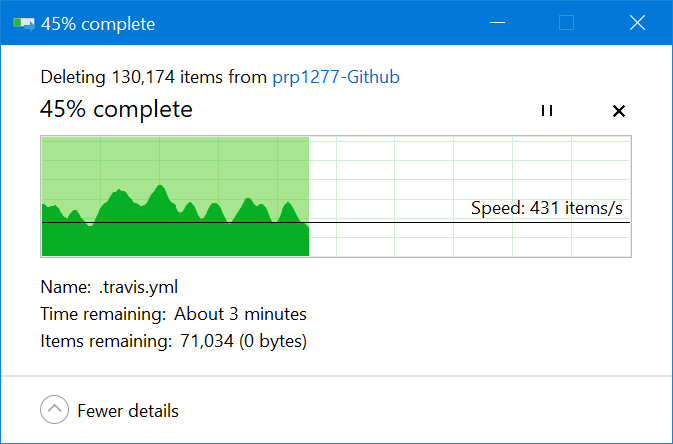 45% complete
Deleting 130,174 items from prp1277-Github
45% complete
Speed: 431 items/s
Name: .travis.yml
Time remaining: About 3 minutes
Items remaining: 71,034 (0 bytes)
Fewer details